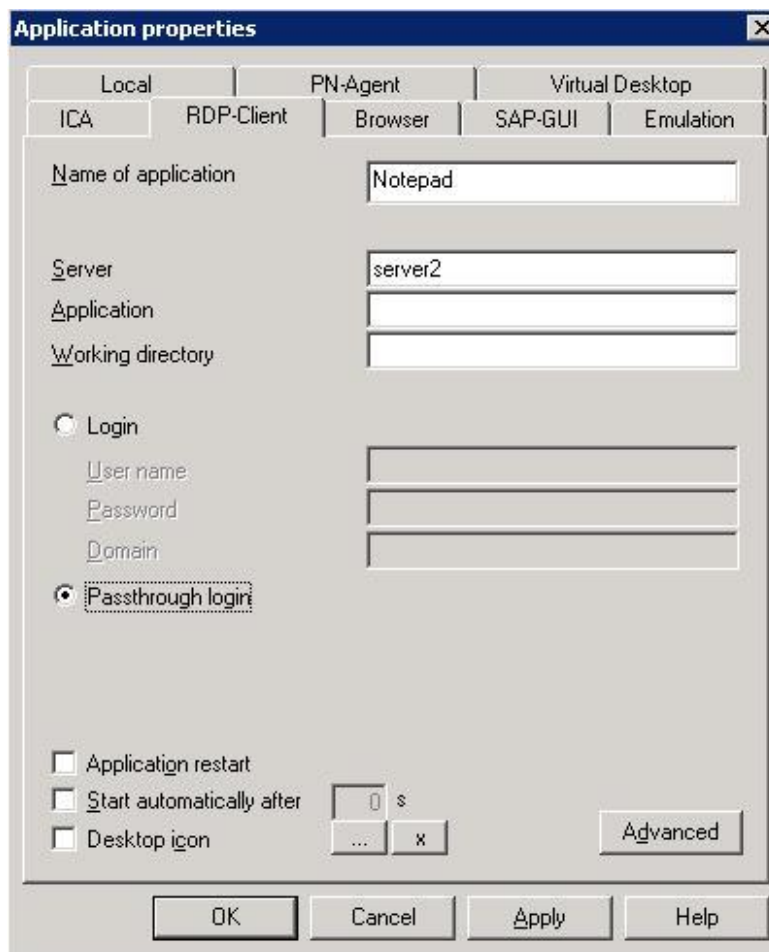 Application properties
Local PN-Agent Virtual Desktop
ICA RDP-Client Browser SAP-GUI Emulation
Name of application Notepad
Server server2
Application
Working directory
Login
User name
Password
Domain
Passthrough login
Application restart
Start automatically after 0 s
Desktop icon ... x
Advanced
OK Cancel Apply Help